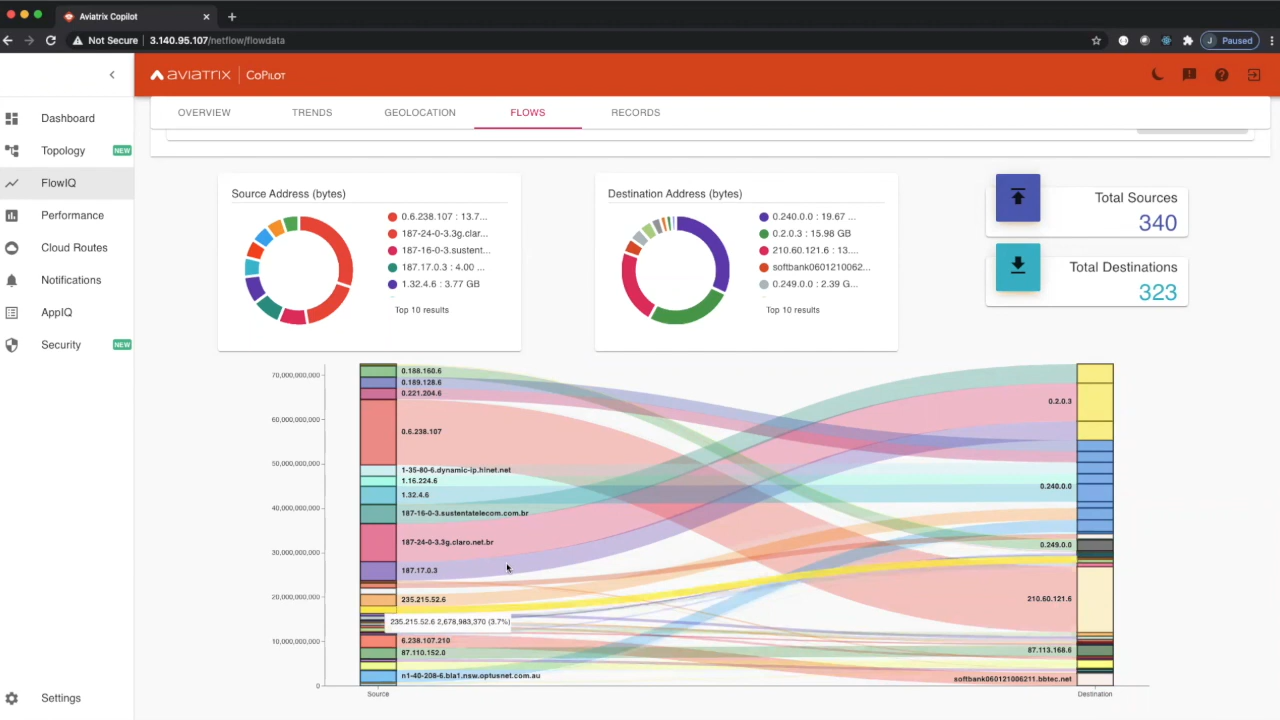 Aviatrix Copilot
Not Secure
3.140.95.107/netflow/flowdata
J
Paused
aviatrix
CoPilot
OVERVIEW
TRENDS
GEOLOCATION
FLOWS
RECORDS
Dashboard
Topology
NEW
FlowIQ
Performance
Cloud Routes
Notifications
AppIQ
Security
NEW
Settings
Source Address (bytes)
0.6.238.107 : 13.7...
187-24-0-3.3g.clar...
187-16-0-3.sustent...
187.17.0.3 : 4.00 ...
1.32.4.6 : 3.77 GB
Top 10 results
Destination Address (bytes)
0.240.0.0 : 19.67 ...
0.2.0.3 : 15.98 GB
210.60.121.6 : 13....
softbank0601210062...
0.249.0.0 : 2.39 G...
Top 10 results
Total Sources
340
Total Destinations
323
70,000,000,000
60,000,000,000
50,000,000,000
40,000,000,000
30,000,000,000
20,000,000,000
10,000,000,000
0
0.188.160.6
0.189.128.6
0.221.204.6
0.6.238.107
1-35-80-6.dynamic-ip.hinet.net
1.16.224.6
1.32.4.6
187-16-0-3.sustentatelecom.com.br
187-24-0-3.3g.claro.net.br
187.17.0.3
235.215.52.6
235.215.52.6 2,678,983,370 (3.7%)
6.238.107.210
87.110.152.0
n1-40-208-6.bla1.nsw.optusnet.com.au
0.2.0.3
0.240.0.0
0.249.0.0
210.60.121.6
87.113.168.6
softbank060121006211.bbtec.net
Source
Destination